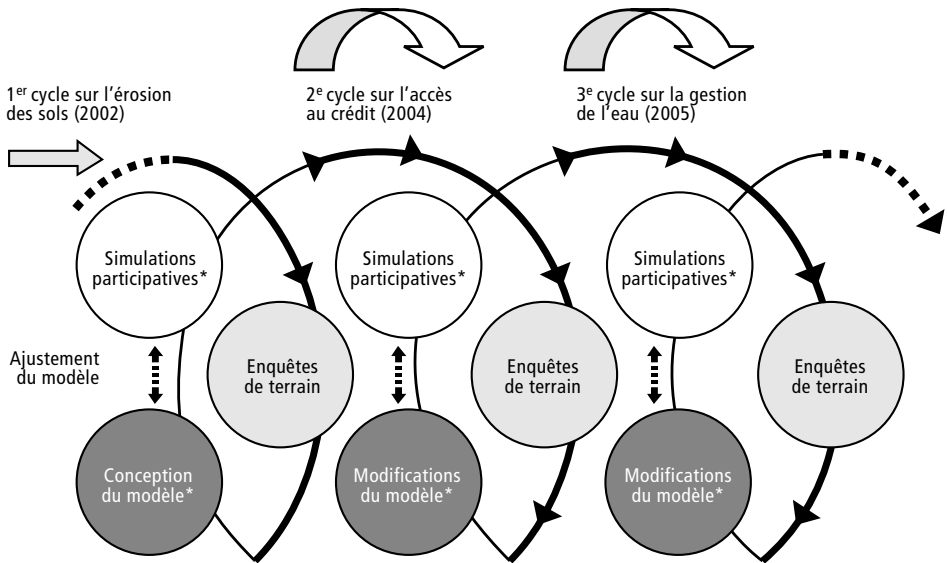 1er cycle sur l'érosion
des sols (2002)
2e cycle sur l'accès
au crédit (2004)
3e cycle sur la gestion
de l'eau (2005)
Simulations
participatives*
Simulations
participatives*
Simulations
participatives*
Ajustement
du modèle
Enquêtes
de terrain
Enquêtes
de terrain
Enquêtes
de terrain
Conception
du modèle*
Modifications
du modèle*
Modifications
du modèle*